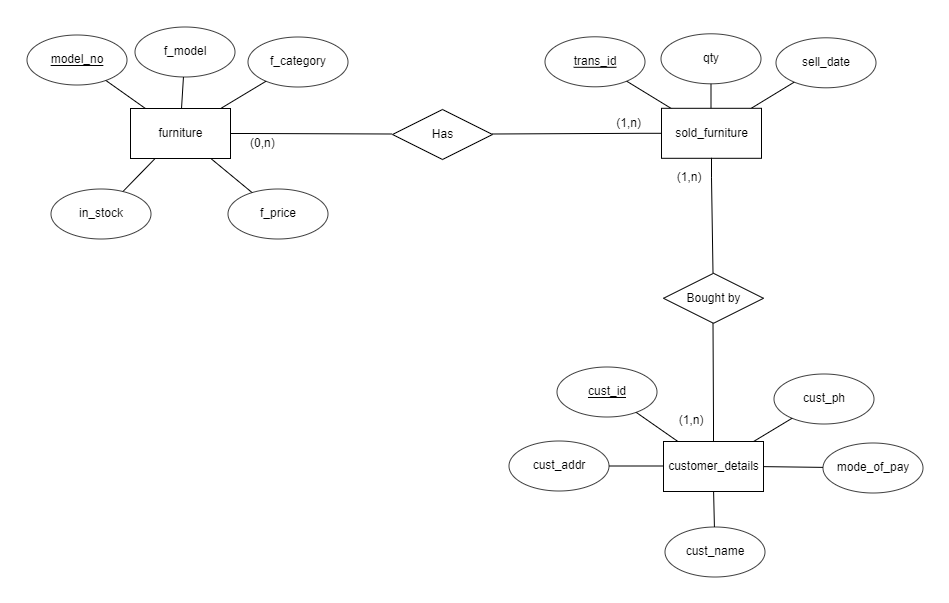 model_no
f_model
f_category
furniture
(0,n)
in_stock
f_price
Has
trans_id
qty
sell_date
(1,n)
sold_furniture
(1,n)
Bought by
cust_id
cust_ph
(1,n)
cust_addr
customer_details
mode_of_pay
cust_name